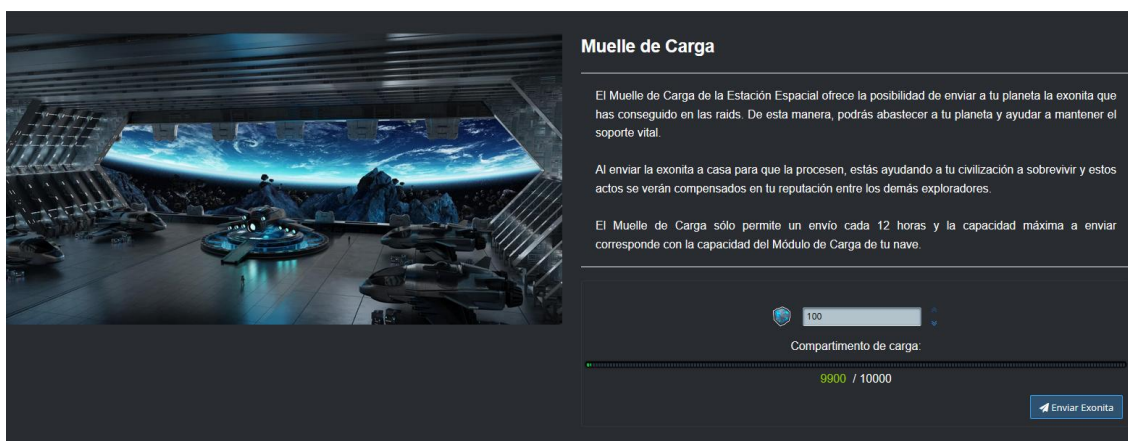 Muelle de Carga
El Muelle de Carga de la Estación Espacial ofrece la posibilidad de enviar a tu planeta la exonita que
has conseguido en las raids. De esta manera, podrás abastecer a tu planeta y ayudar a mantener el
soporte vital.
Al enviar la exonita a casa para que la procesen, estás ayudando a tu civilización a sobrevivir y estos
actos se verán compensados en tu reputación entre los demás exploradores.
El Muelle de Carga sólo permite un envío cada 12 horas y la capacidad máxima a enviar
corresponde con la capacidad del Módulo de Carga de tu nave.
100
Compartimento de carga:
9900 / 10000
Enviar Exonita